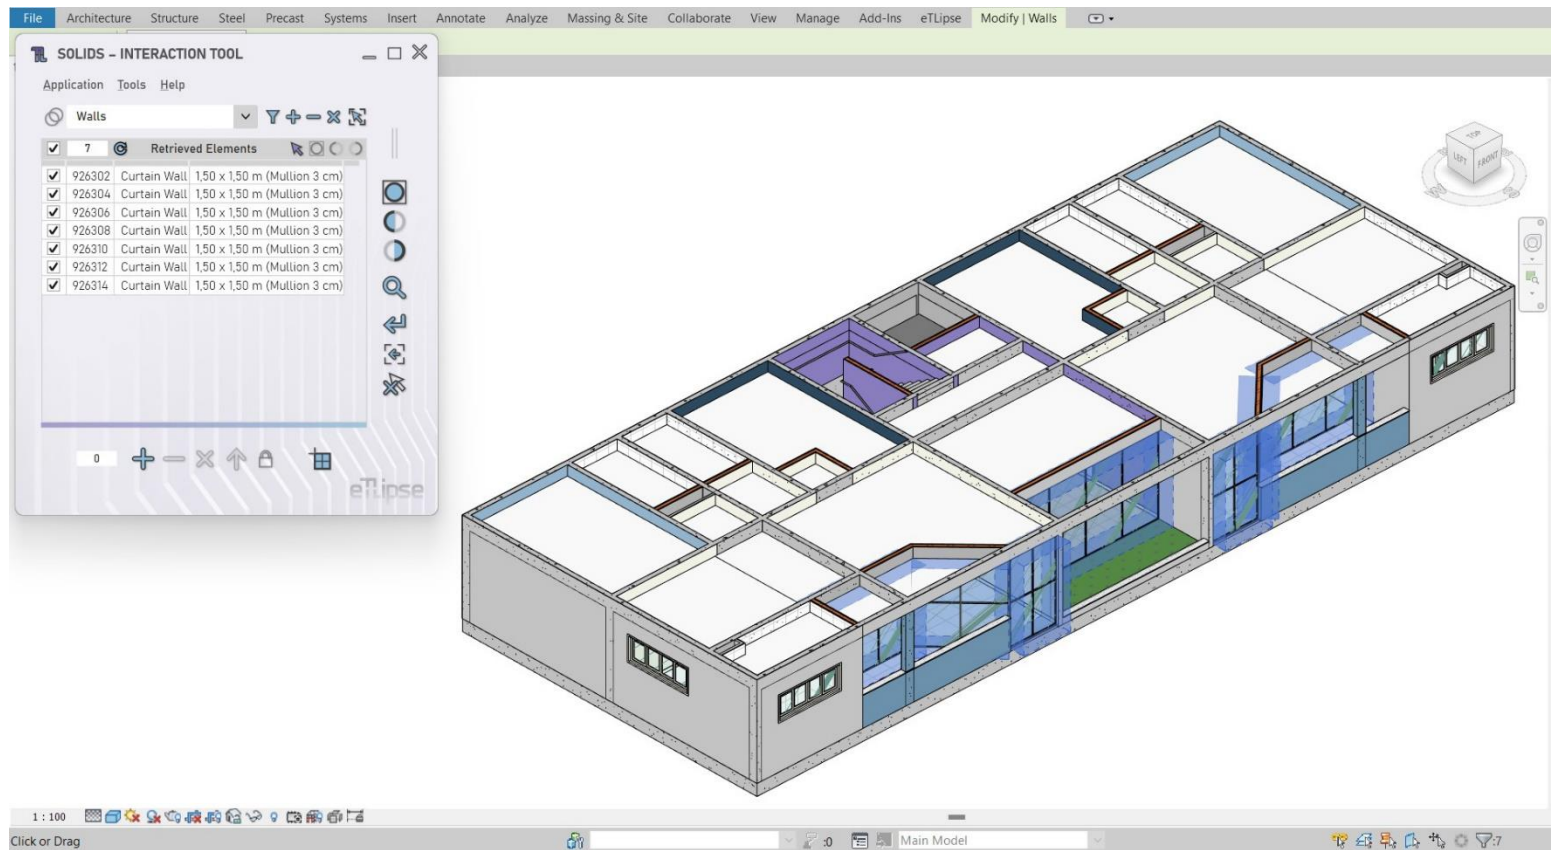 File Architecture Structure Steel Precast Systems Insert Annotate Analyze Massing & Site Collaborate View Manage Add-Ins eTLipse Modify | Walls
SOLIDS – INTERACTION TOOL
Application Tools Help
Walls
7 Retrieved Elements
926302 Curtain Wall 1,50 x 1,50 m (Mullion 3 cm)
926304 Curtain Wall 1,50 x 1,50 m (Mullion 3 cm)
926306 Curtain Wall 1,50 x 1,50 m (Mullion 3 cm)
926308 Curtain Wall 1,50 x 1,50 m (Mullion 3 cm)
926310 Curtain Wall 1,50 x 1,50 m (Mullion 3 cm)
926312 Curtain Wall 1,50 x 1,50 m (Mullion 3 cm)
926314 Curtain Wall 1,50 x 1,50 m (Mullion 3 cm)
0
eTLipse
TOP
LEFT FRONT
1 : 100
Click or Drag :0 Main Model :7